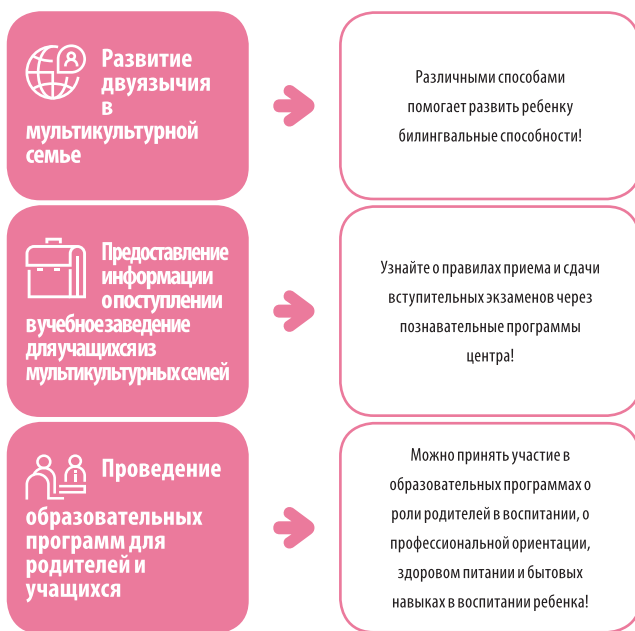 Развитие
двуязычия
в
мультикультурной
семье
Различными способами
помогает развить ребенку
билингвальные способности!
Предоставление
информации
о поступлении
в учебное заведение
для учащихся из
мультикультурных семей
Узнайте о правилах приема и сдачи
вступительных экзаменов через
познавательные программы
центра!
Проведение
образовательных
программ для
родителей и
учащихся
Можно принять участие в
образовательных программах о
роли родителей в воспитании, о
профессиональной ориентации,
здоровом питании и бытовых
навыках в воспитании ребенка!